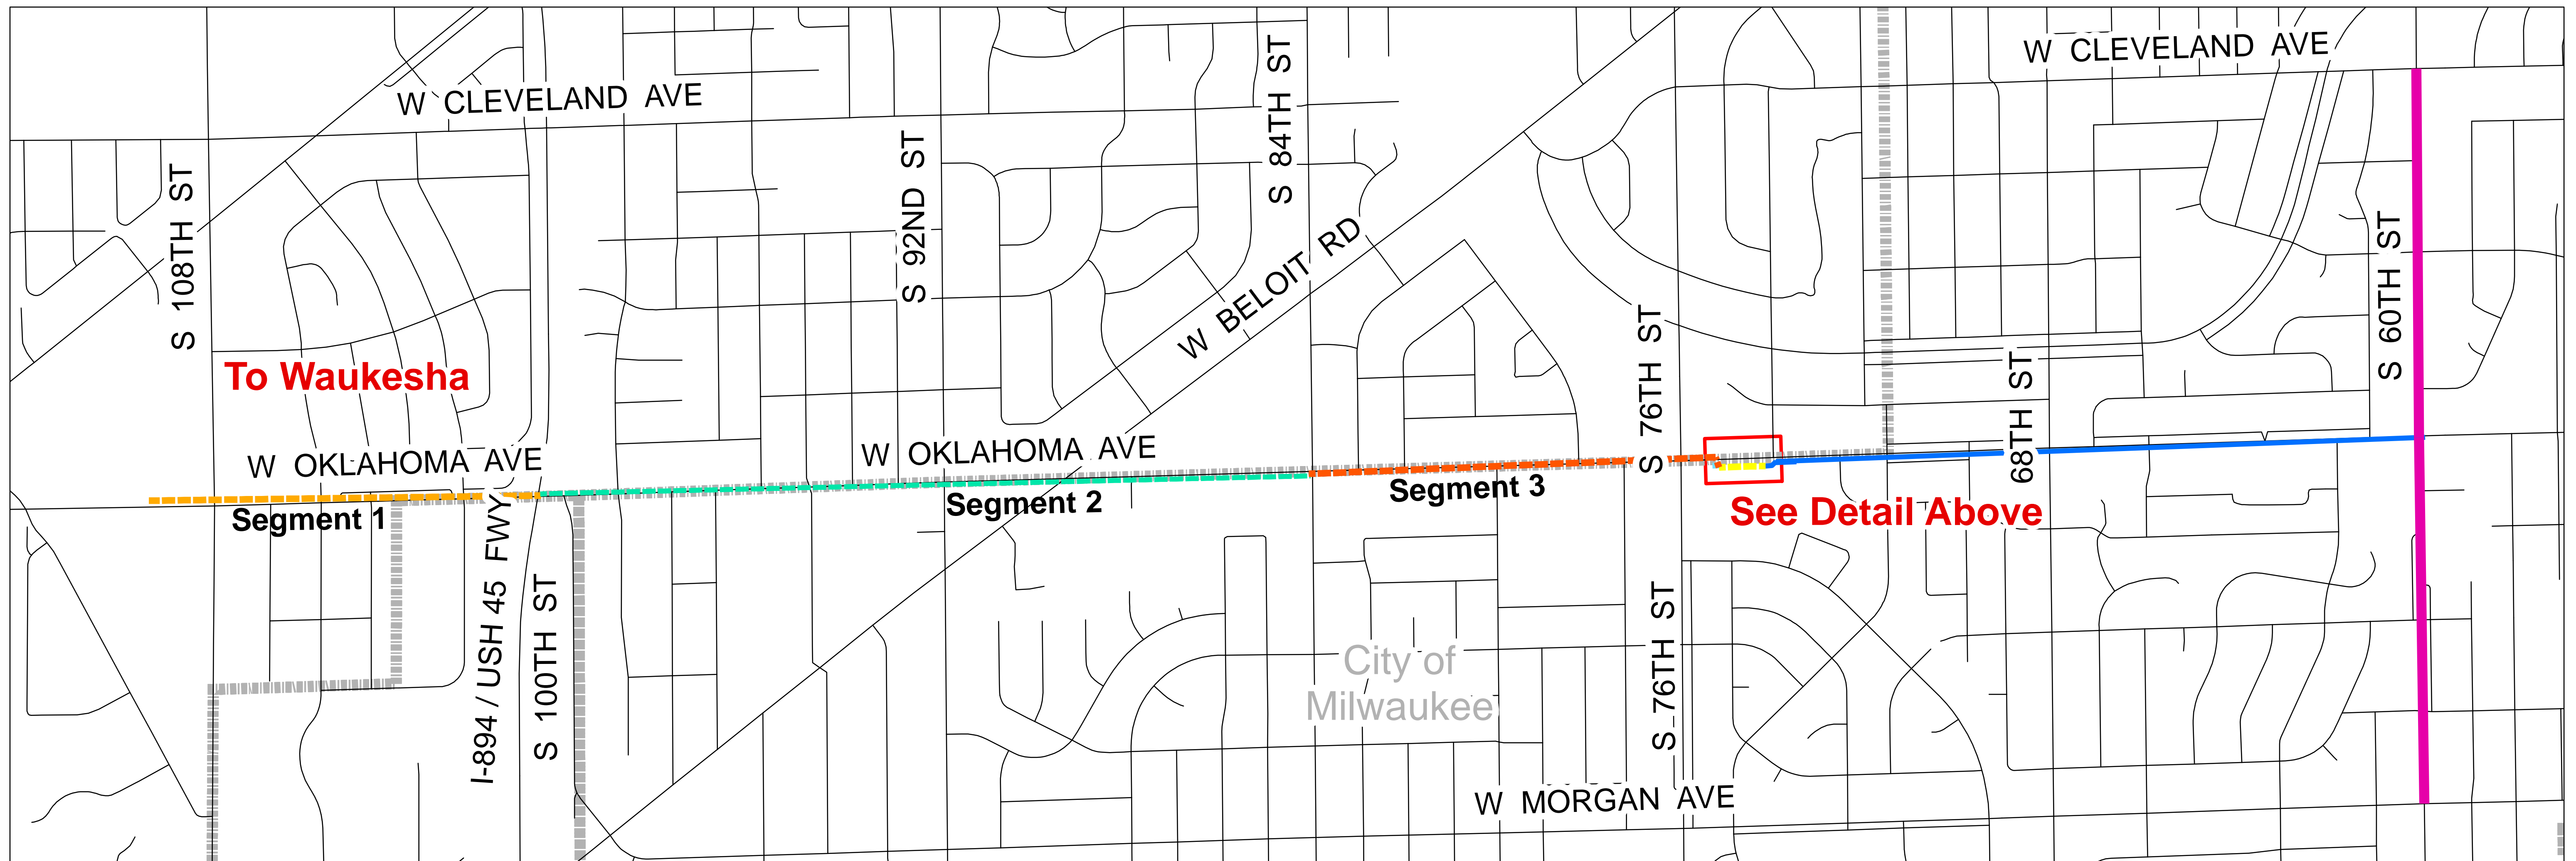 W CLEVELAND AVE
W CLEVELAND AVE
S 108TH ST
S 92ND ST
S 84TH ST
W BELOIT RD
S 76TH ST
68TH ST
S 60TH ST
To Waukesha
W OKLAHOMA AVE
W OKLAHOMA AVE
Segment 1
Segment 2
Segment 3
See Detail Above
I-894 / USH 45 FWY
S 100TH ST
City of
Milwaukee
S 76TH ST
W MORGAN AVE